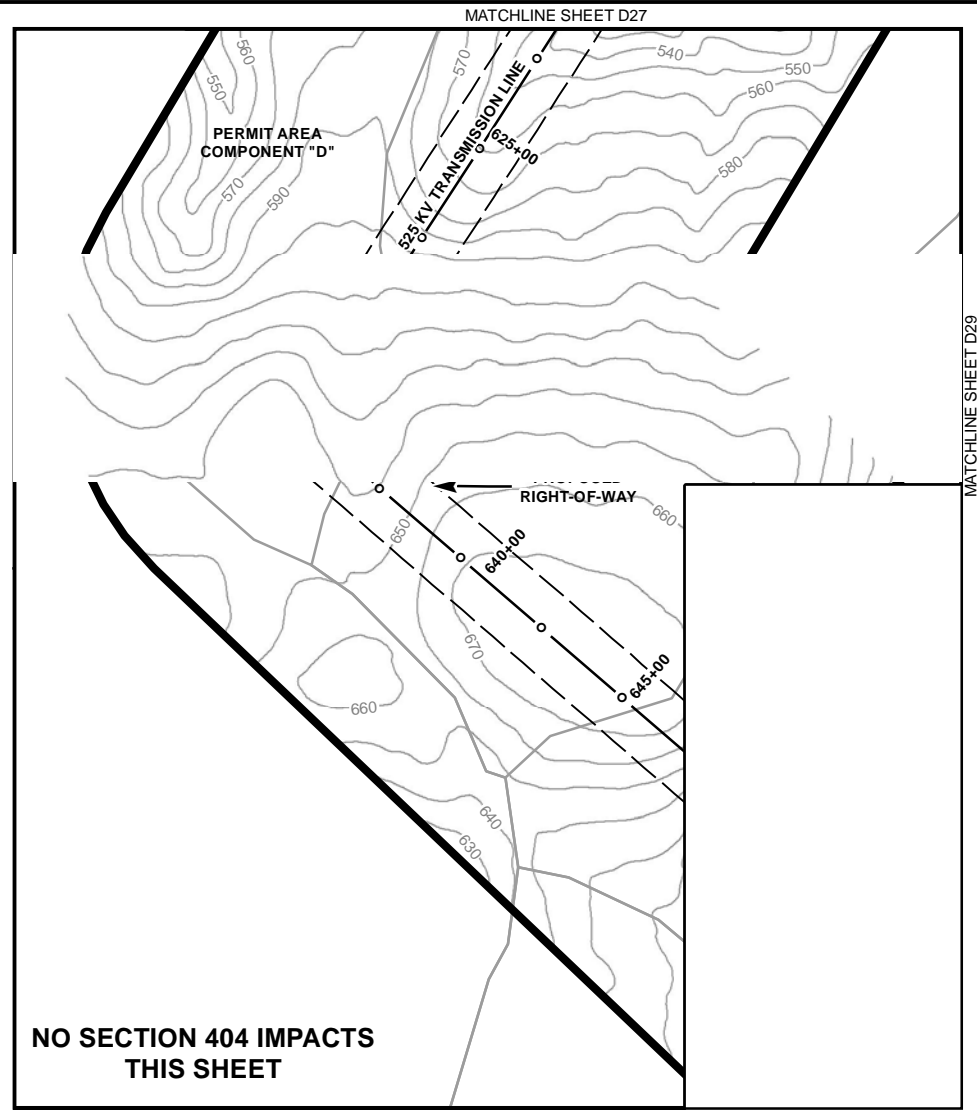 MATCHLINE SHEET D27
560
550
570
590
PERMIT AREA
COMPONENT "D"
570
525 KV TRANSMISSION LINE
625+00
540
550
560
580
MATCHLINE SHEET D29
RIGHT-OF-WAY
650
660
640+00
670
645+00
660
640
630
NO SECTION 404 IMPACTS
THIS SHEET